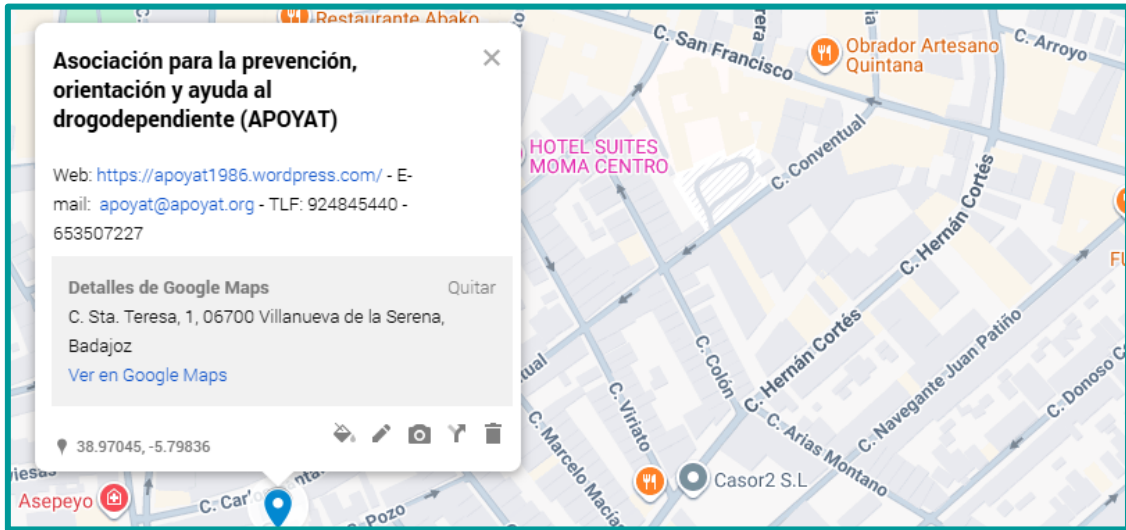 Restaurante Abako
Asociación para la prevención,
orientación y ayuda al
drogodependiente (APOYAT)
Web: https://apoyat1986.wordpress.com/ - E-
mail: apoyat@apoyat.org - TLF: 924845440 -
653507227
Detalles de Google Maps Quitar
C. Sta. Teresa, 1, 06700 Villanueva de la Serena,
Badajoz
Ver en Google Maps
38.97045, -5.79836
C. San Francisco
Obrador Artesano
Quintana
C. Arroyo
HOTEL SUITES
MOMA CENTRO
C. Conventual
C. Hernán Cortés
C. Hernán Cortés
C. Navegante Juan Patiño
C. Donoso C
C. Colón
C. Viriato
C. Arias Montano
C. Marcelo Macías
Casor2 S.L
Asepeyo
Pozo